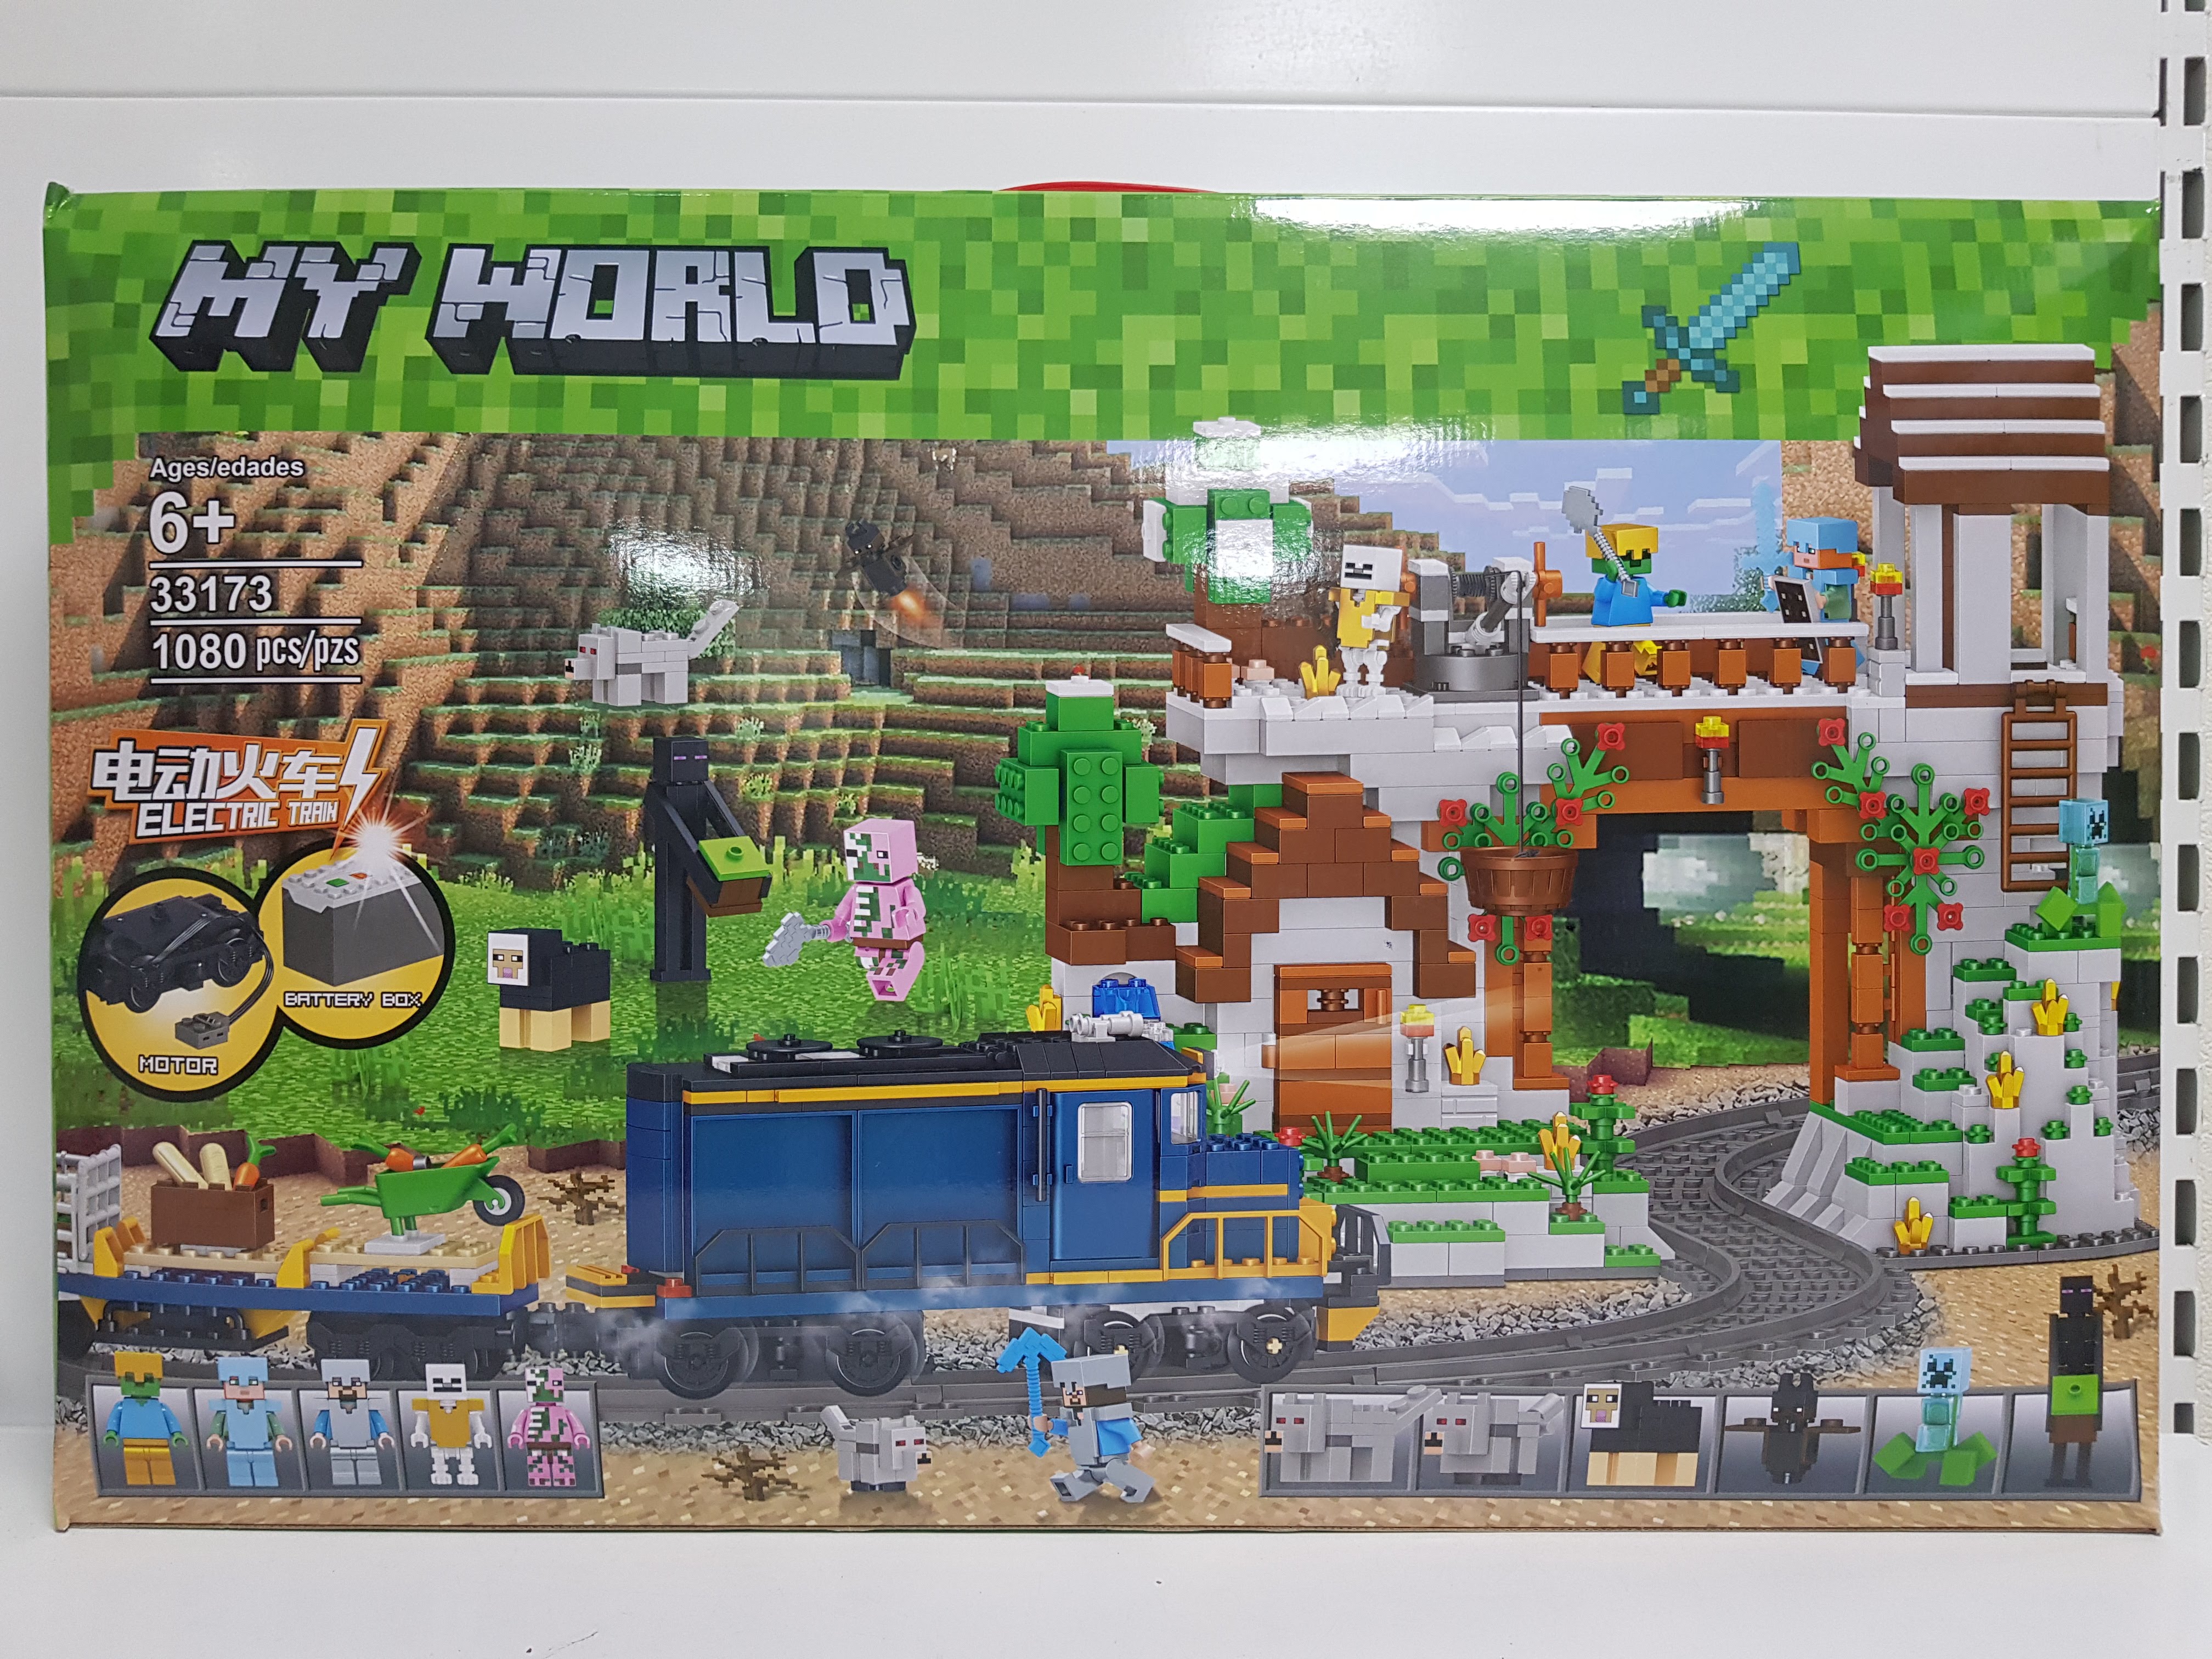 MY WORLD
Ages/edades
6+
33173
1080 pcs/pzs
电动火车
ELECTRIC TRAIN
BATTERY BOX
MOTOR